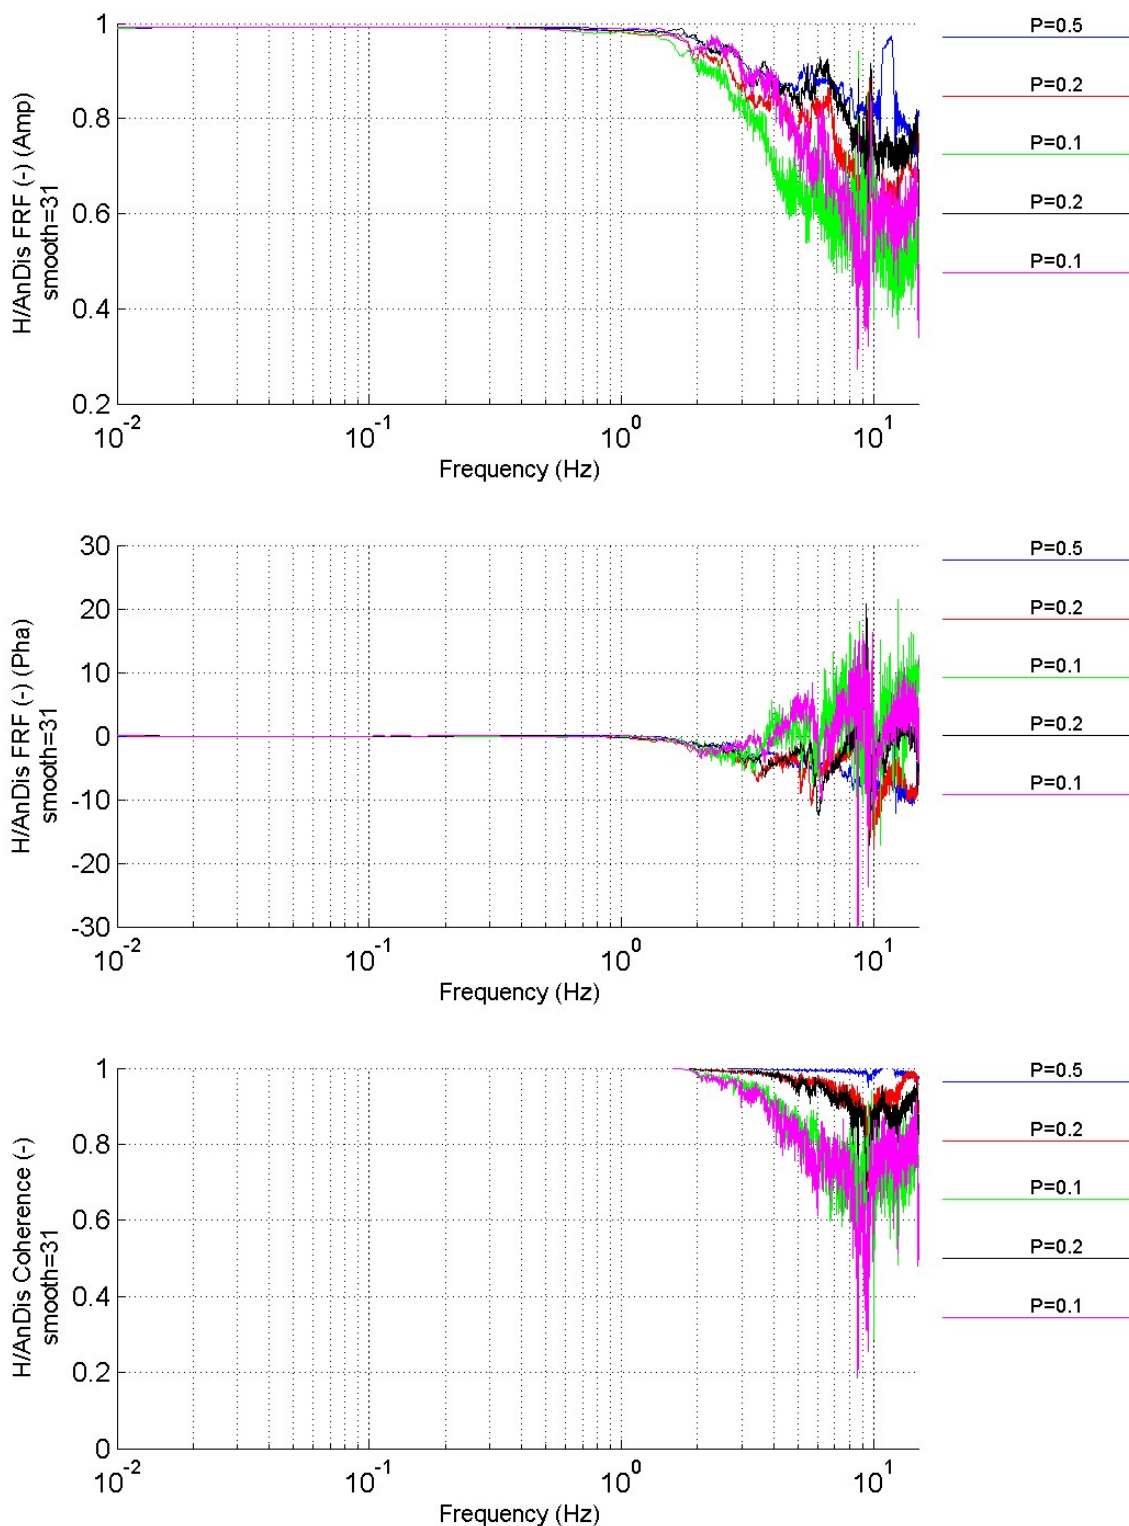 H/AnDis FRF (-) (Amp)
smooth=31
1
0.8
0.6
0.4
0.2
10^-2
10^-1
10^0
10^1
Frequency (Hz)
P=0.5
P=0.2
P=0.1
P=0.2
P=0.1
H/AnDis FRF (-) (Pha)
smooth=31
30
20
10
0
-10
-20
-30
10^-2
10^-1
10^0
10^1
Frequency (Hz)
P=0.5
P=0.2
P=0.1
P=0.2
P=0.1
H/AnDis Coherence (-)
smooth=31
1
0.8
0.6
0.4
0.2
0
10^-2
10^-1
10^0
10^1
Frequency (Hz)
P=0.5
P=0.2
P=0.1
P=0.2
P=0.1